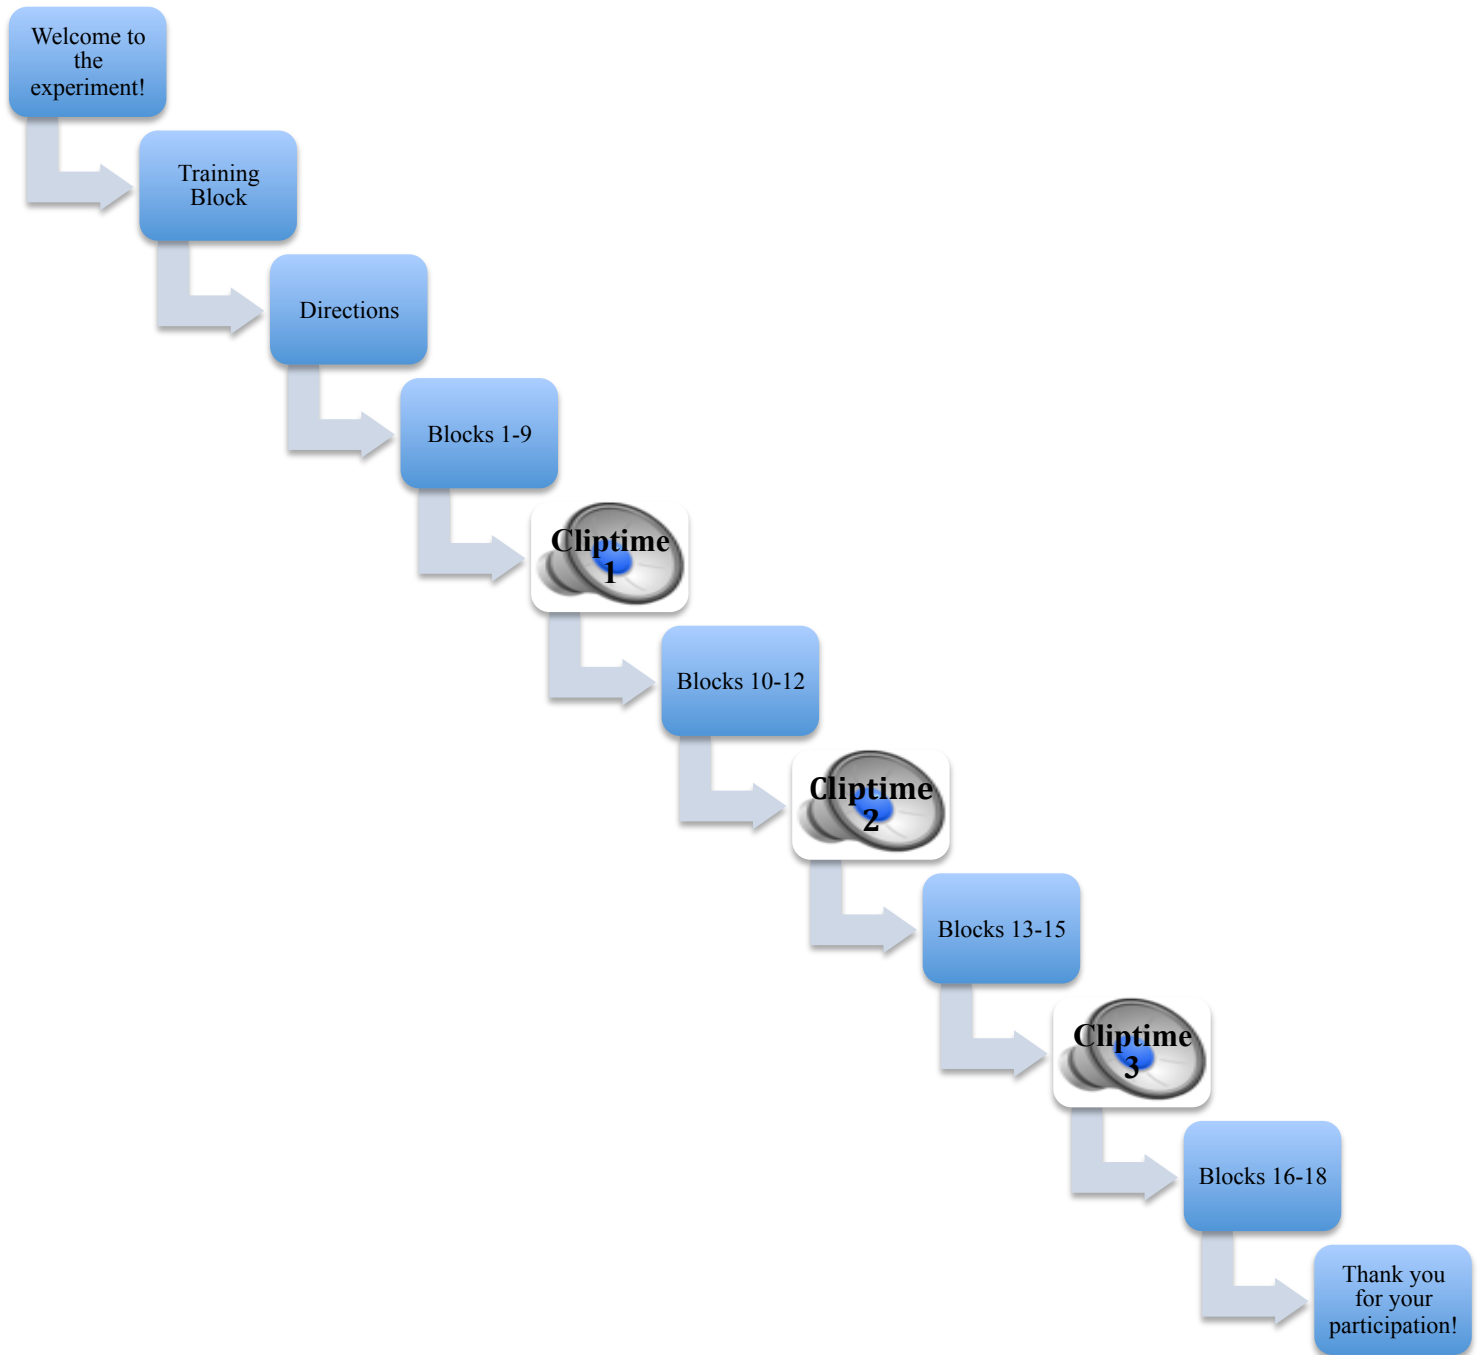 Welcome to
the
experiment!
Training
Block
Directions
Blocks 1-9
Cliptime
1
Blocks 10-12
Cliptime
2
Blocks 13-15
Cliptime
3
Blocks 16-18
Thank you
for your
participation!